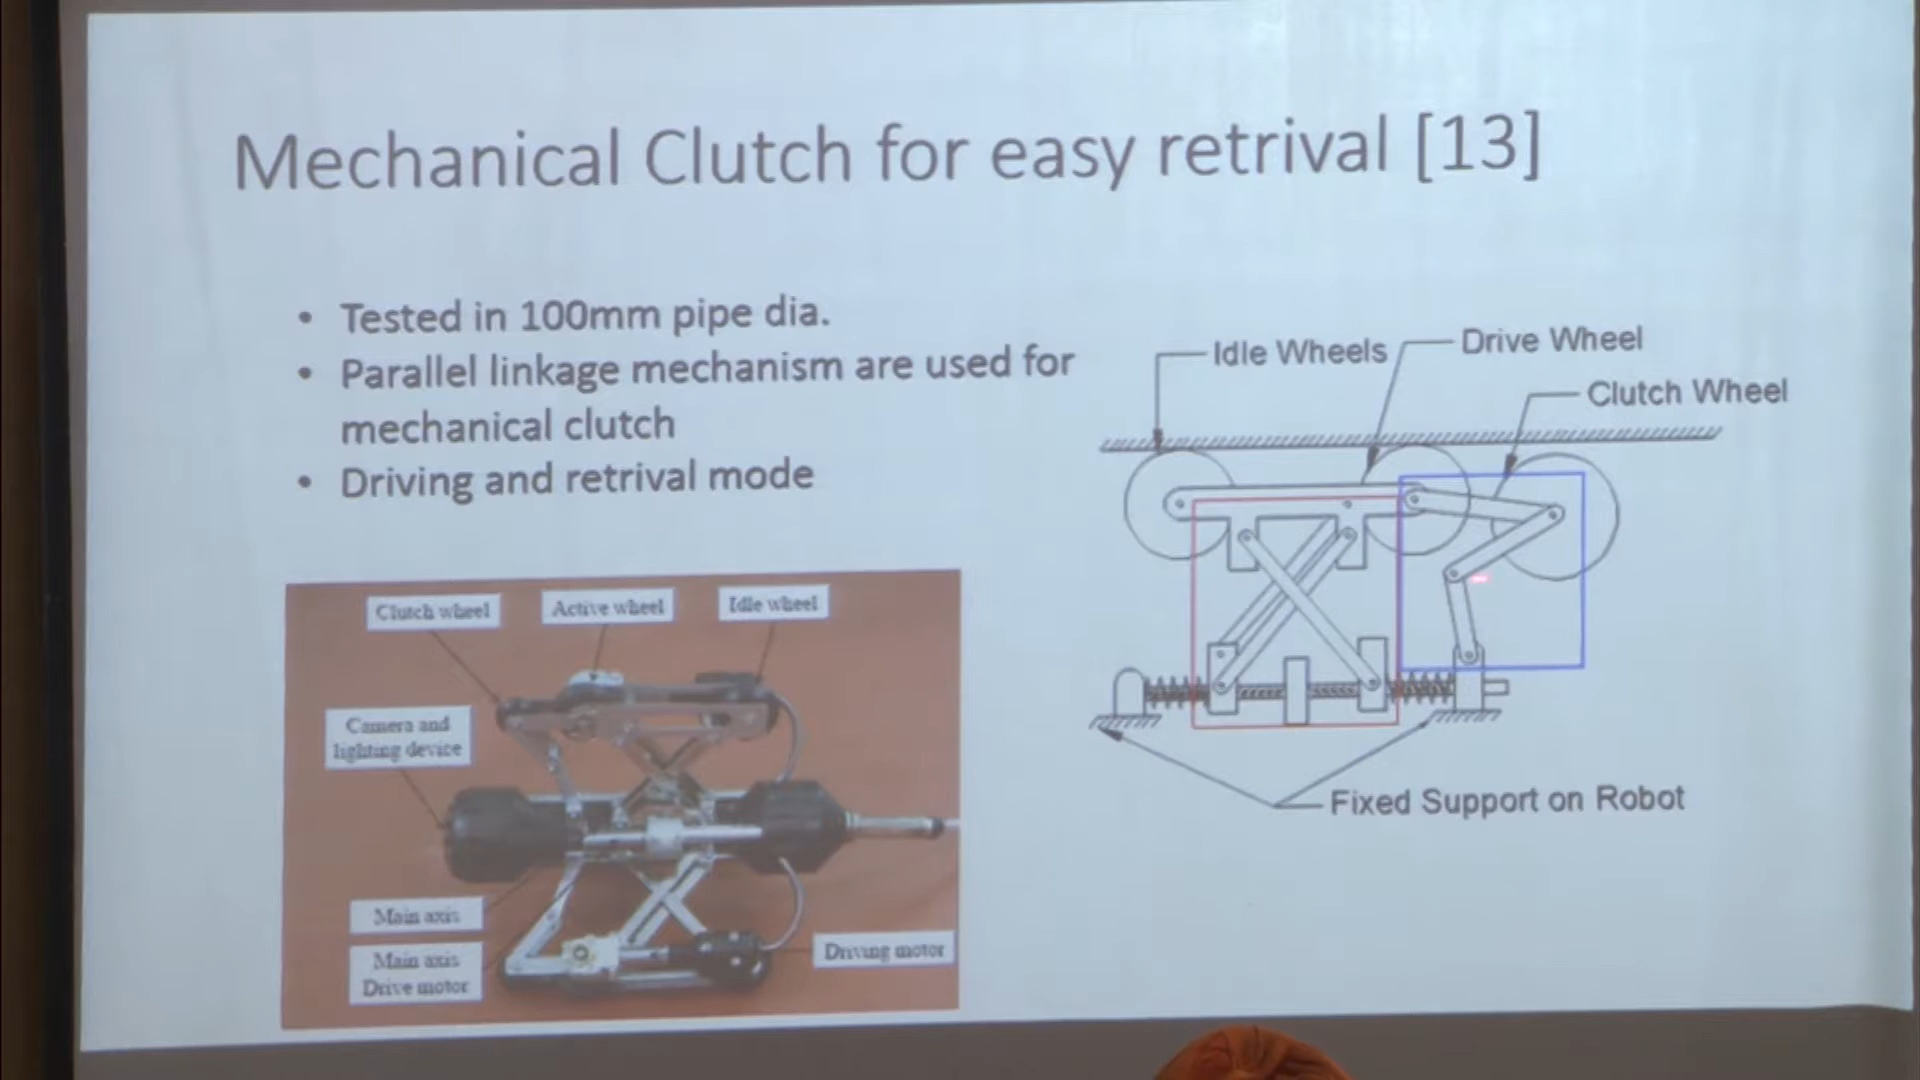 Mechanical Clutch for easy retrival [13]
• Tested in 100mm pipe dia.
• Parallel linkage mechanism are used for
mechanical clutch
• Driving and retrival mode
Idle Wheels
Drive Wheel
Clutch Wheel
Fixed Support on Robot
Clutch wheel
Active wheel
Idle wheel
Camera and
lighting device
Main axis
Main axis
Drive motor
Driving motor